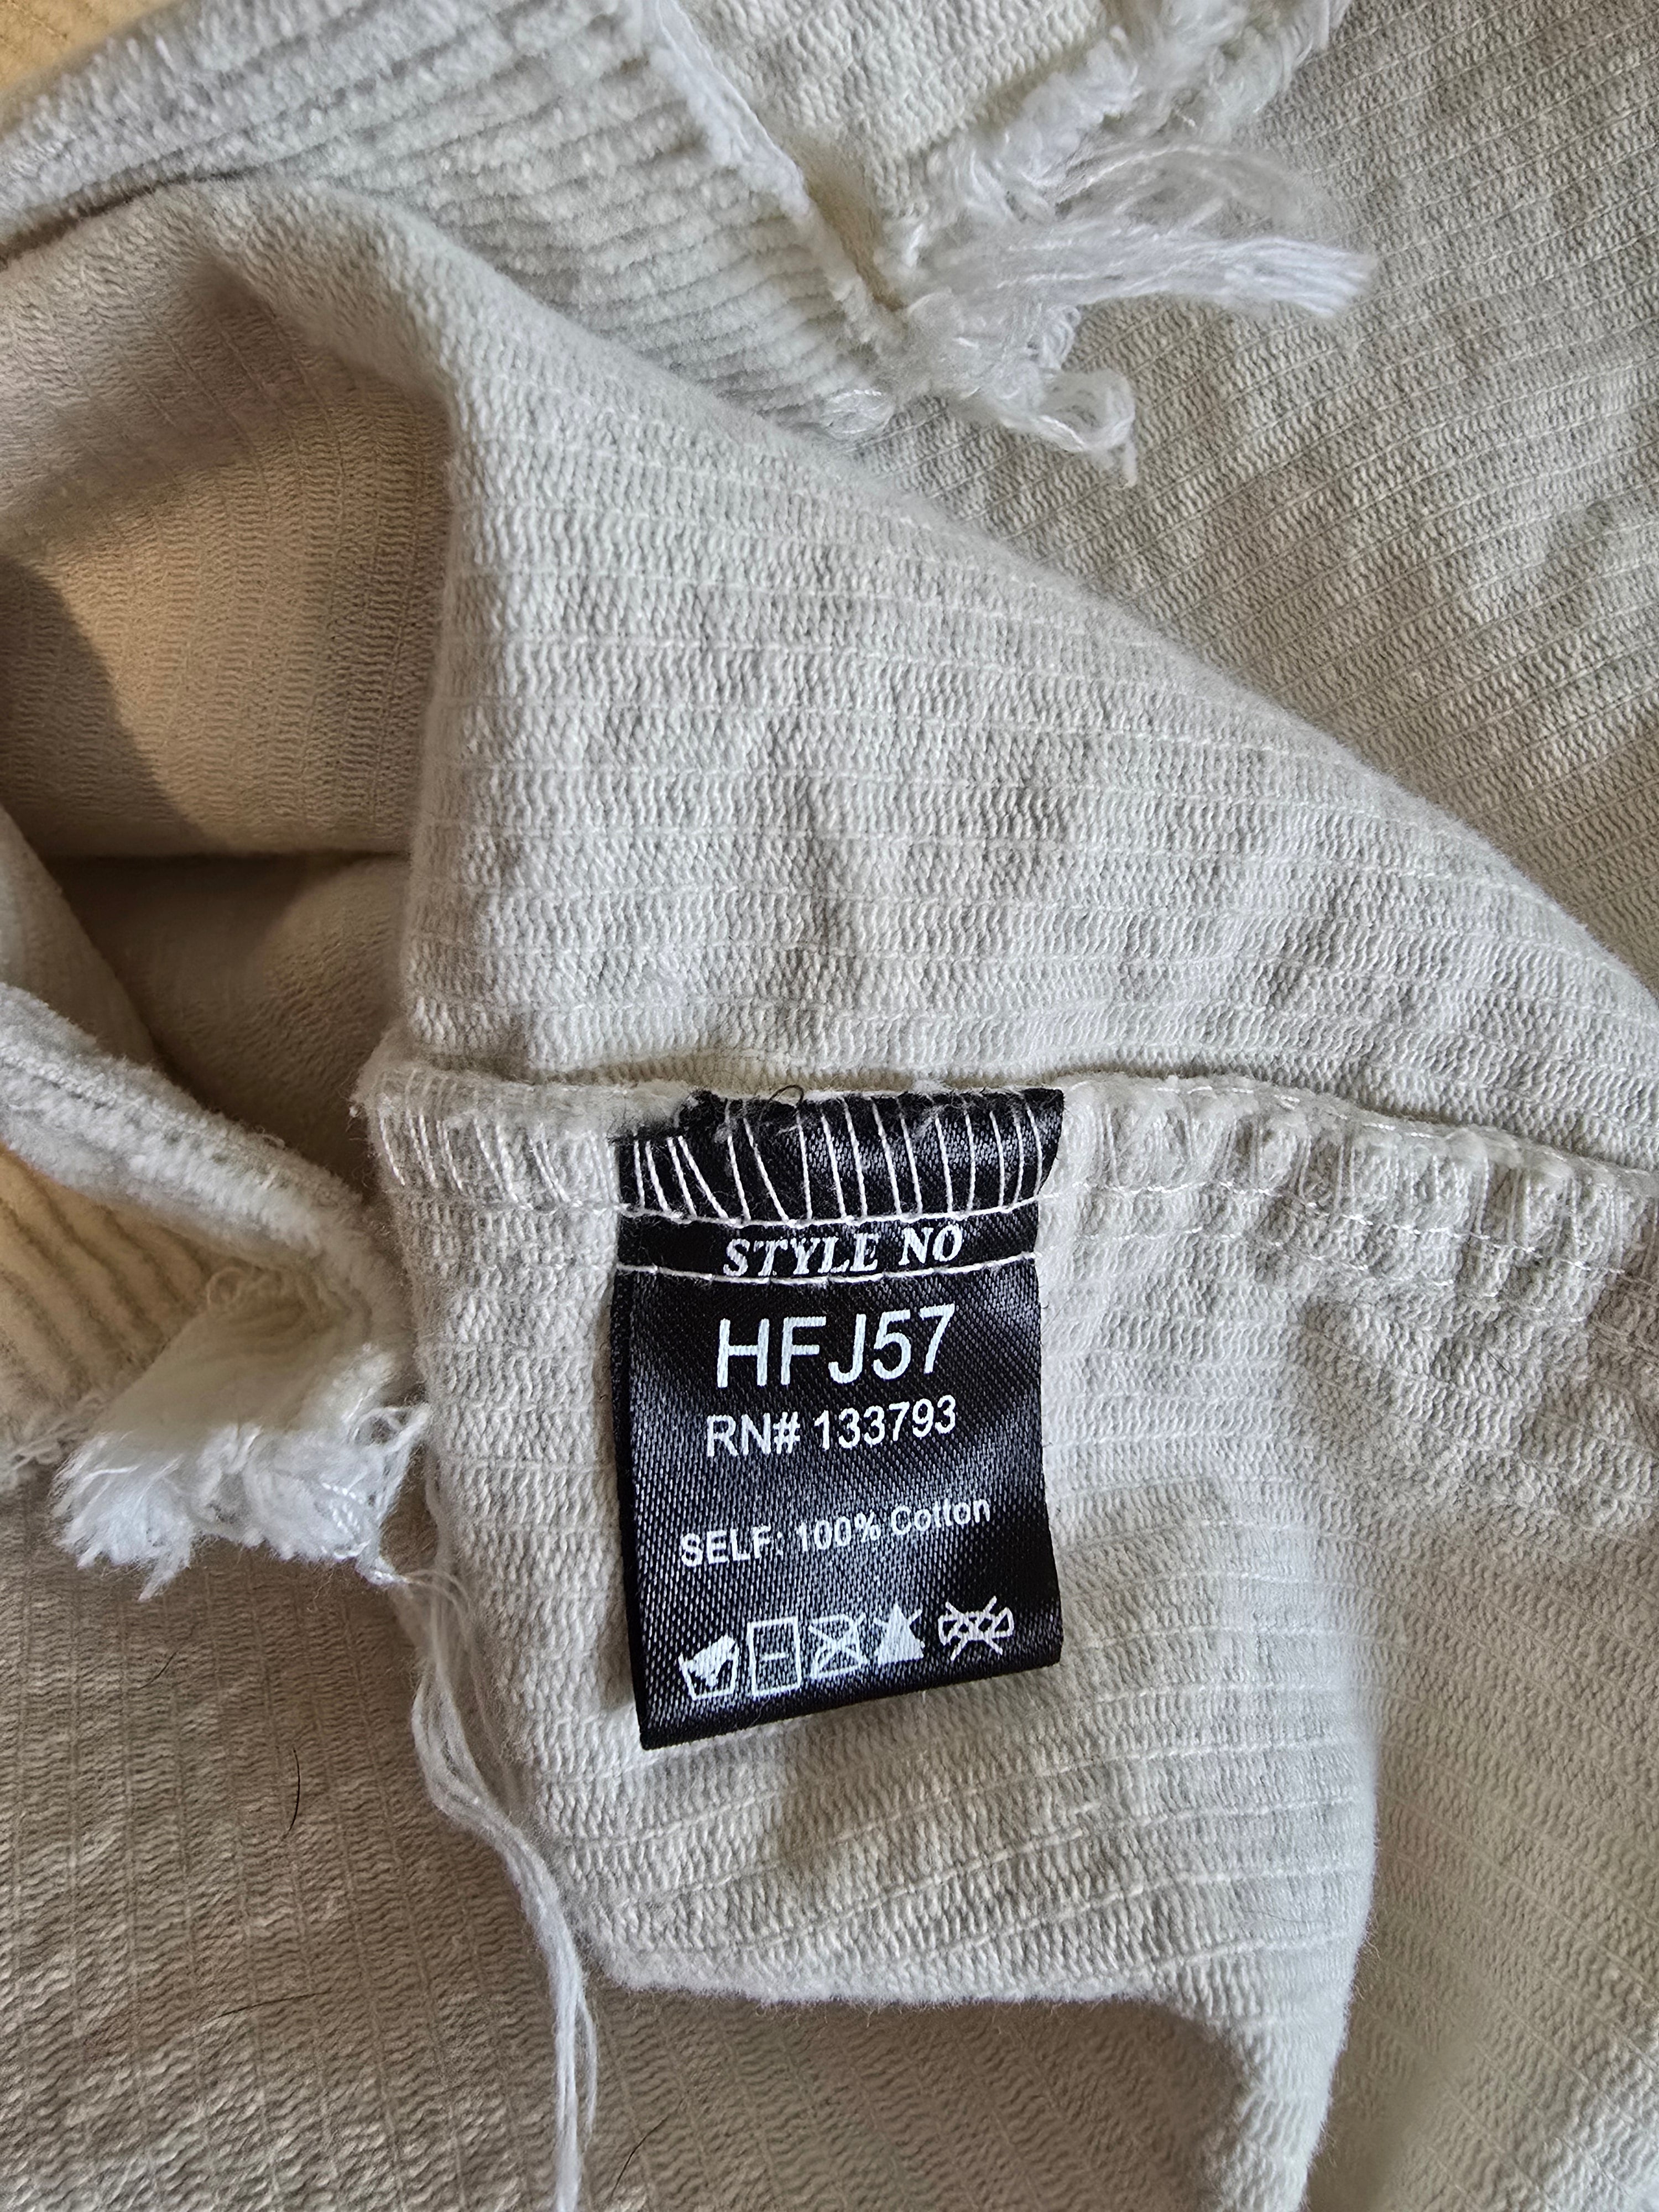 STYLE NO
HFJ57
RN# 133793
SELF: 100% Cotton